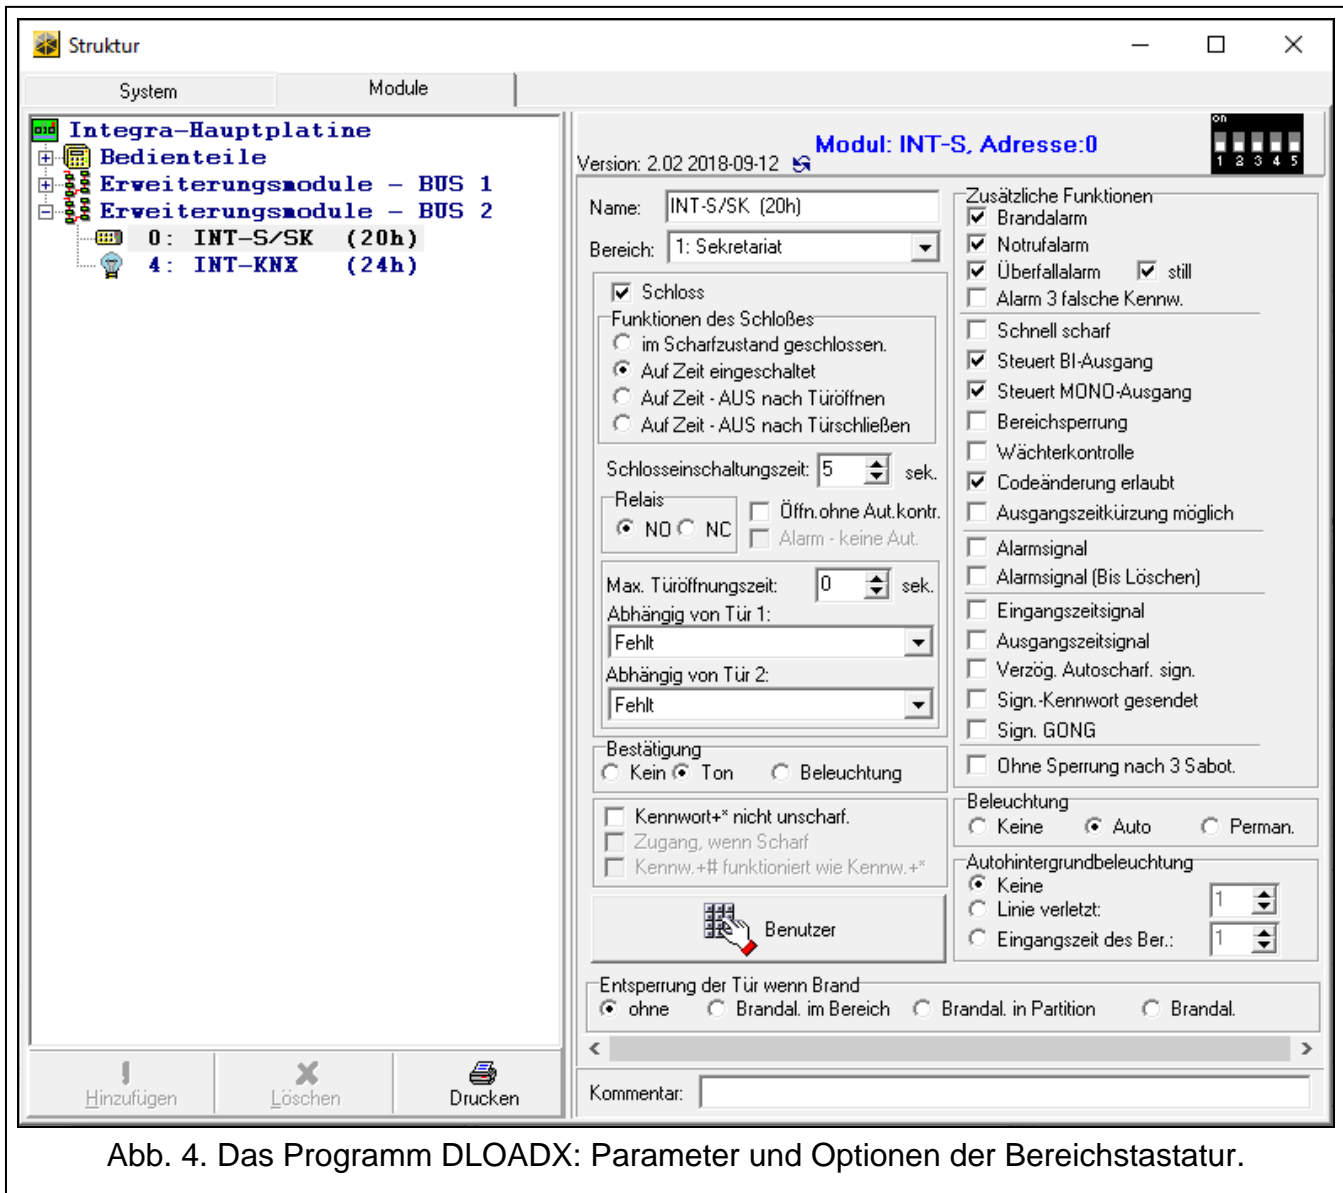 Struktur
System
Module
Integra-Hauptplatine
Bedienteile
Erweiterungsmodule - BUS 1
Erweiterungsmodule - BUS 2
0: INT-S/SK (20h)
4: INT-KNX (24h)
Hinzufügen
Löschen
Drucken
Modul: INT-S, Adresse:0
Version: 2.02 2018-09-12
on
1 2 3 4 5
Name: INT-S/SK (20h)
Bereich: 1: Sekretariat
Schloss
Funktionen des Schloßes
im Scharfzustand geschlossen.
Auf Zeit eingeschaltet
Auf Zeit - AUS nach Türöffnen
Auf Zeit - AUS nach Türschließen
Schlosseinschaltungszeit: 5 sek.
Relais
NO NC
Öffn.ohne Aut.kontr.
Alarm - keine Aut.
Max. Türöffnungszeit: 0 sek.
Abhängig von Tür 1:
Fehlt
Abhängig von Tür 2:
Fehlt
Bestätigung
Kein Ton Beleuchtung
Kennwort+* nicht unscharf.
Zugang, wenn Scharf
Kennw.+# funktioniert wie Kennw.+*
Benutzer
Zusätzliche Funktionen
Brandalarm
Notrufalarm
Überfallalarm still
Alarm 3 falsche Kennw.
Schnell scharf
Steuert BI-Ausgang
Steuert MONO-Ausgang
Bereichsperrung
Wächterkontrolle
Codeänderung erlaubt
Ausgangszeitkürzung möglich
Alarmsignal
Alarmsignal (Bis Löschen)
Eingangszeitsignal
Ausgangszeitsignal
Verzög. Autoscharf. sign.
Sign.-Kennwort gesendet
Sign. GONG
Ohne Sperrung nach 3 Sabot.
Beleuchtung
Keine Auto Perman.
Autohintergrundbeleuchtung
Keine
Linie verletzt: 1
Eingangszeit des Ber.: 1
Entsperrung der Tür wenn Brand
ohne Brandal. im Bereich Brandal. in Partition Brandal.
Kommentar:
Abb. 4. Das Programm DLOADX: Parameter und Optionen der Bereichstastatur.